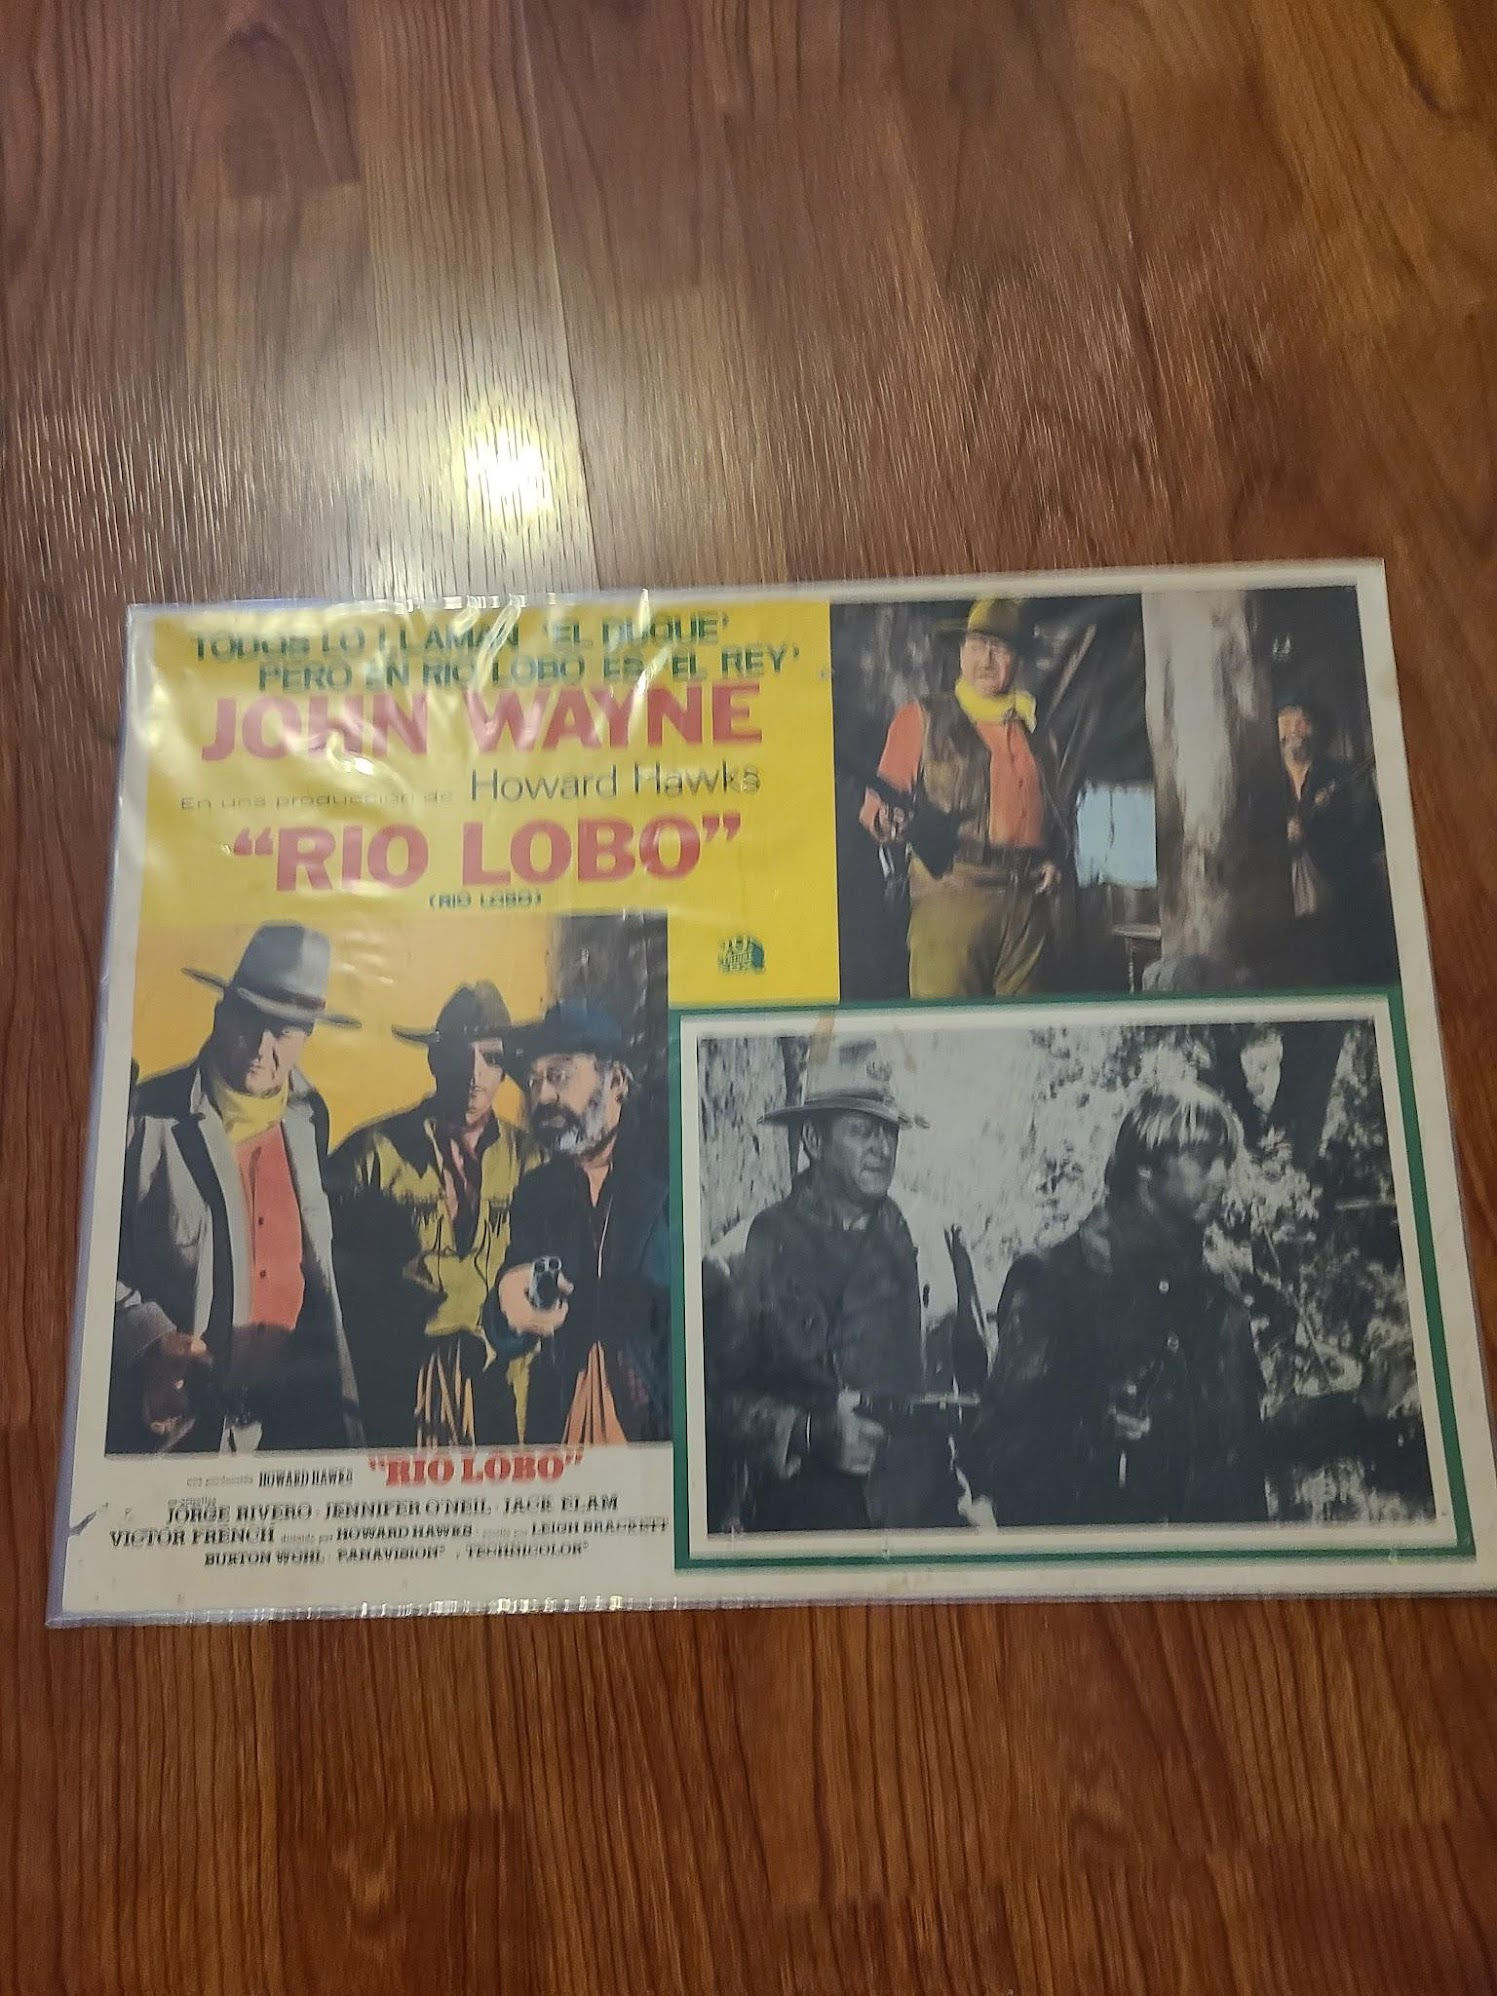 TODOS LO LLAMAN 'EL DUQUE'
PERO EN RIO LOBO ES 'EL REY'
JOHN WAYNE
En una producción de Howard Hawks
"RIO LOBO"
(RIO LOBO)
HOWARD HAWKS "RIO LOBO"
JORGE RIVERO · JENNIFER O'NEIL · JACK ELAM
VICTOR FRENCH HOWARD HAWKS LEIGH BRACKETT
BURTON WOHL · PANAVISION · TECHNICOLOR